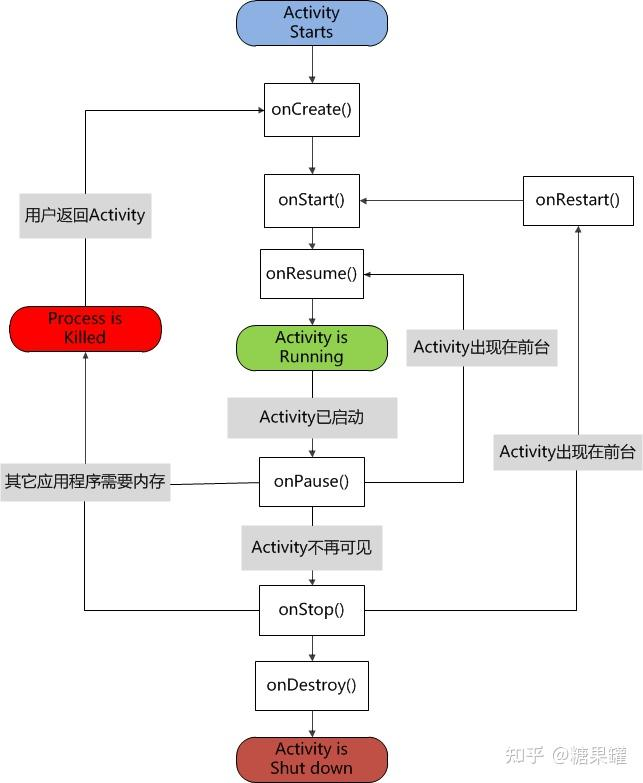 Activity
Starts
onCreate()
用户返回Activity
onStart()
onRestart()
onResume()
Process is
Killed
Activity is
Running
Activity出现在前台
Activity已启动
Activity出现在前台
其它应用程序需要内存
onPause()
Activity不再可见
onStop()
onDestroy()
Activity is
Shut down
知乎 @糖果罐